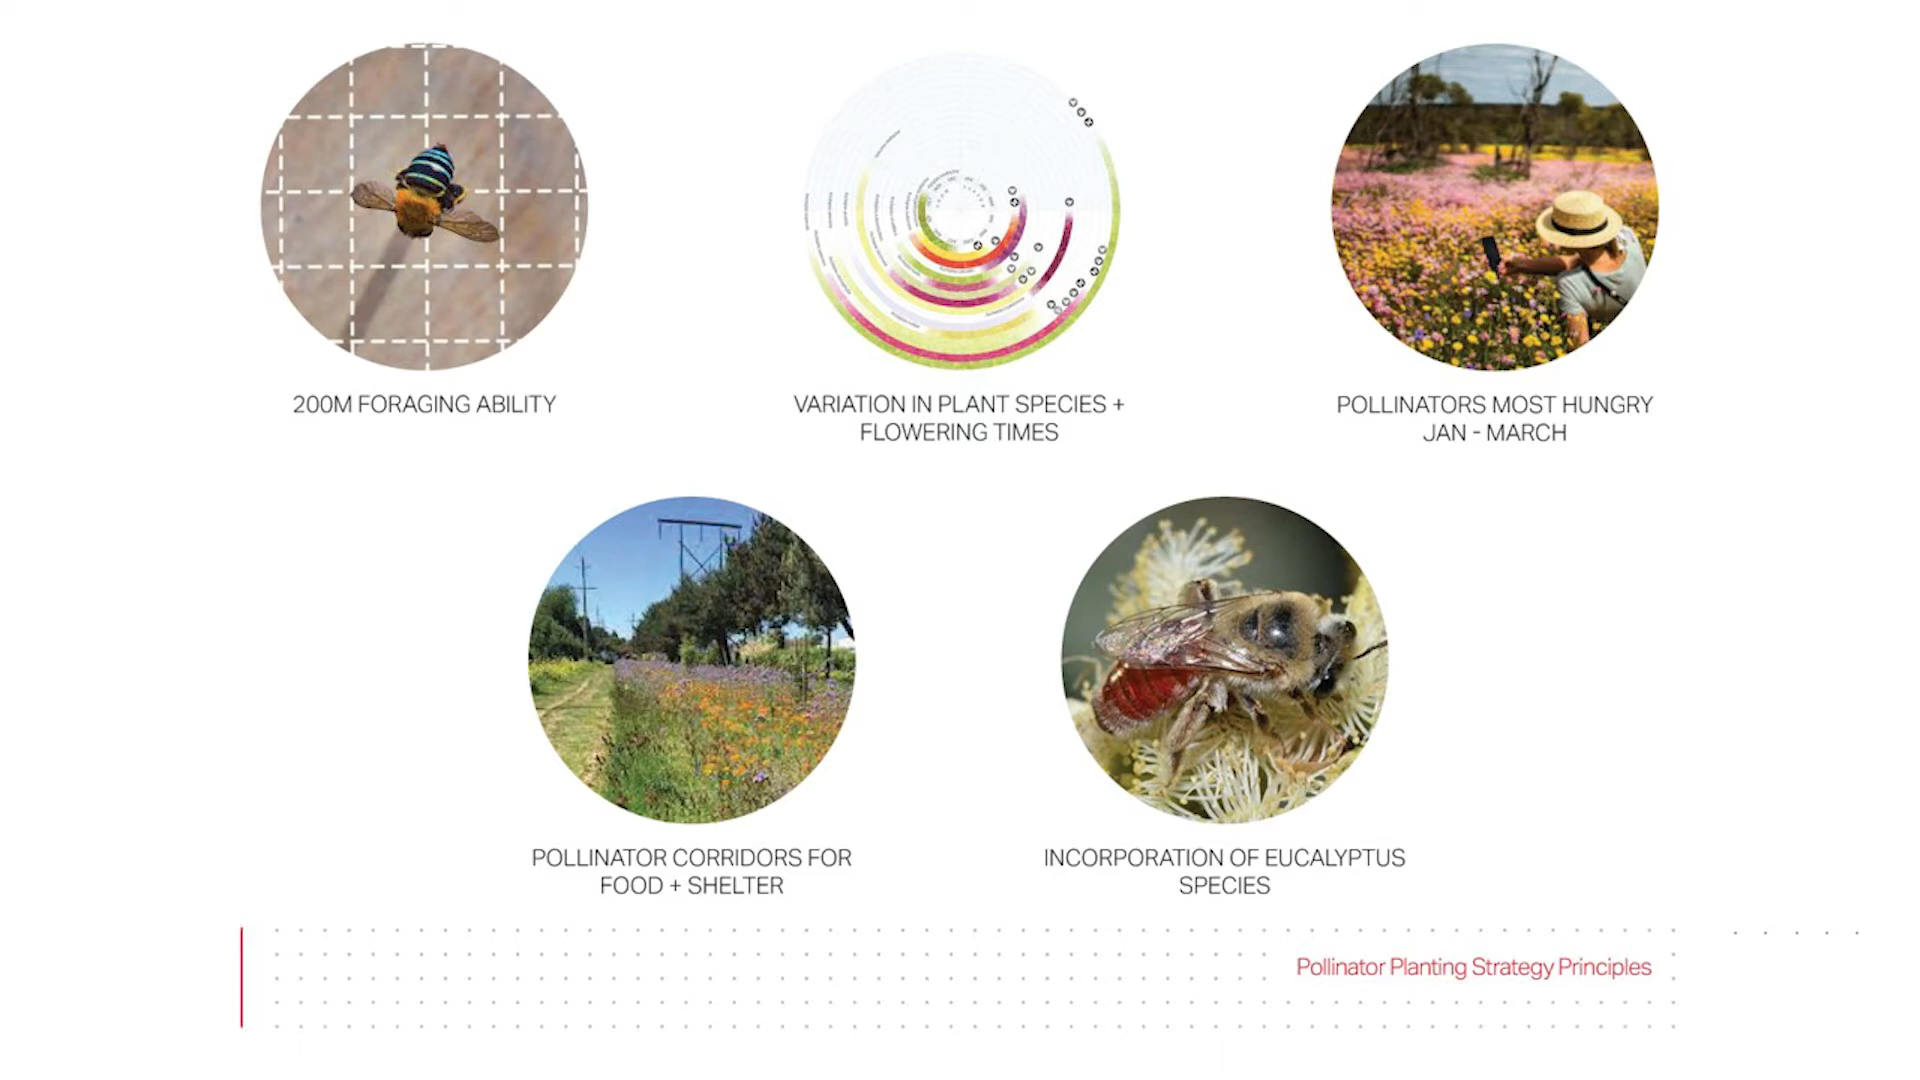 200M FORAGING ABILITY
VARIATION IN PLANT SPECIES +
FLOWERING TIMES
POLLINATORS MOST HUNGRY
JAN - MARCH
POLLINATOR CORRIDORS FOR
FOOD + SHELTER
INCORPORATION OF EUCALYPTUS
SPECIES
Pollinator Planting Strategy Principles